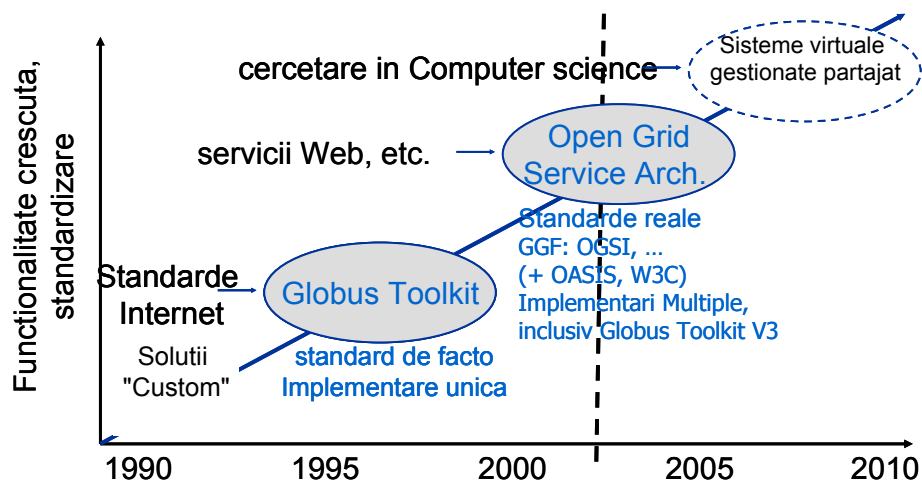 Functionalitate crescuta,
standardizare
Sisteme virtuale
gestionate partajat
cercetare in Computer science
Open Grid
Service Arch.
servicii Web, etc.
Standarde reale
GGF: OGSI, ...
(+ OASIS, W3C)
Implementari Multiple,
inclusiv Globus Toolkit V3
Standarde
Internet
Globus Toolkit
Solutii
"Custom"
standard de facto
Implementare unica
1990 1995 2000 2005 2010